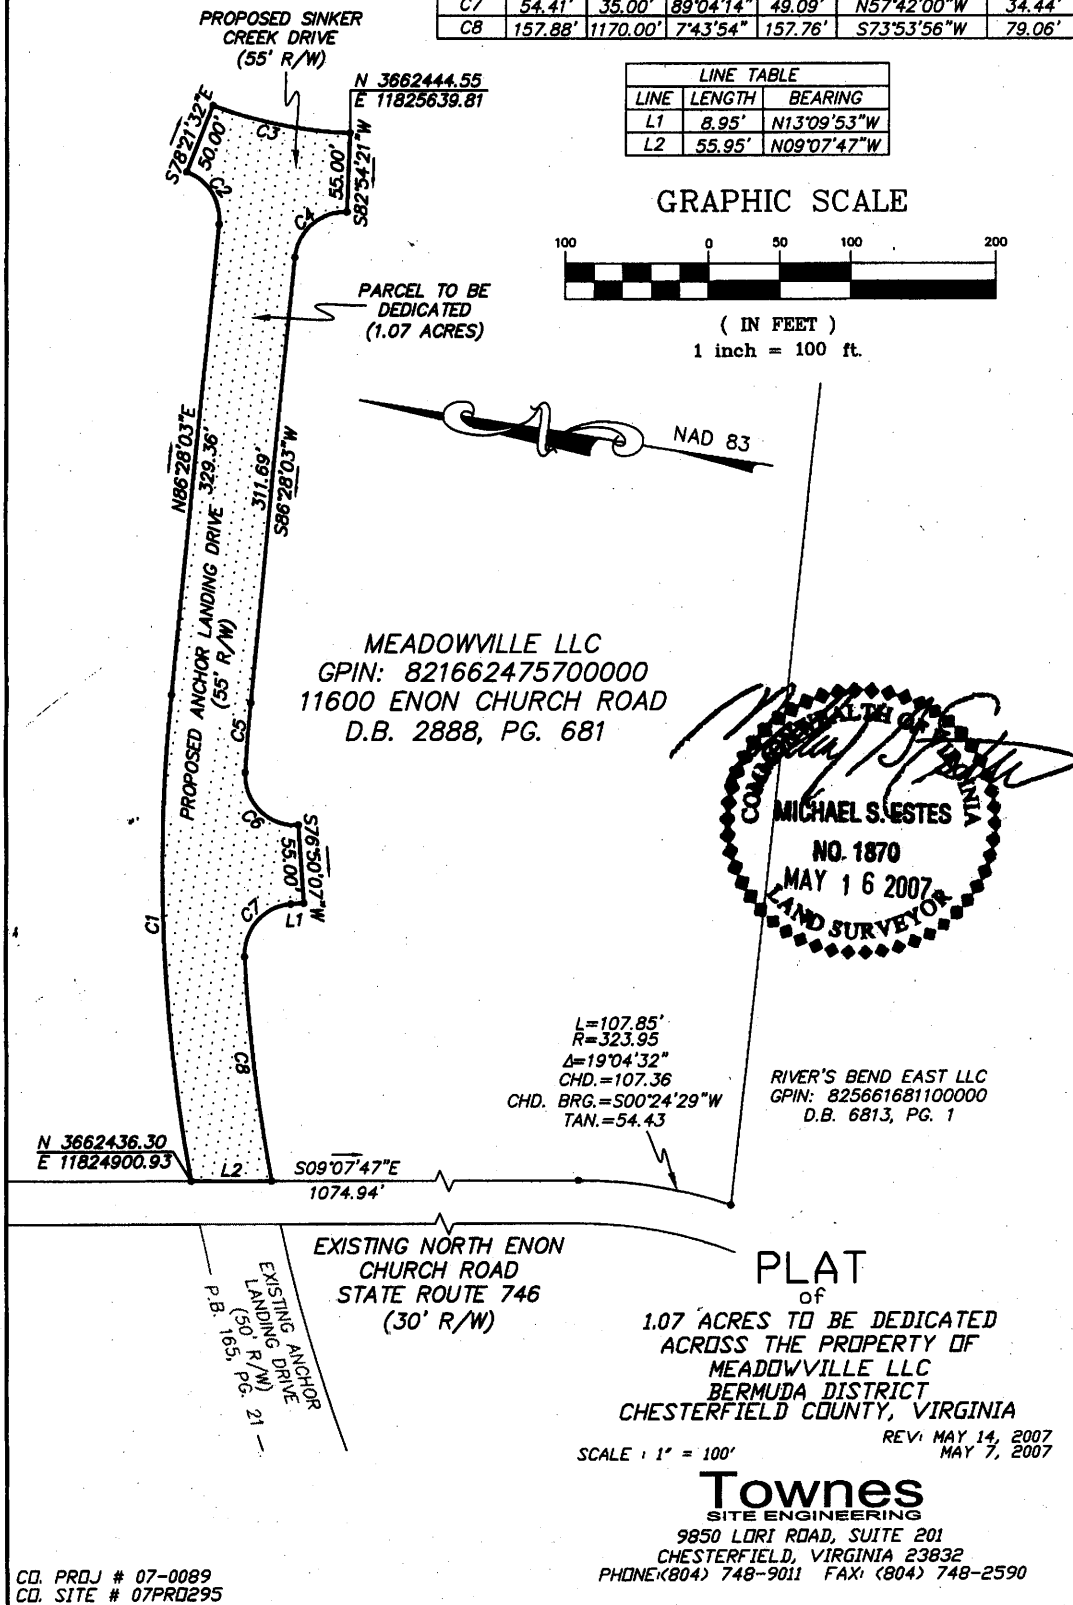 C7 54.41' 35.00' 89°04'14" 49.09' N57°42'00"W 34.44'
C8 157.88' 1170.00' 7°43'54" 157.76' S73°53'56"W 79.06'
LINE TABLE
LINE LENGTH BEARING
L1 8.95' N13°09'53"W
L2 55.95' N09°07'47"W
PROPOSED SINKER
CREEK DRIVE
(55' R/W)
N 3662444.55
E 11825639.81
S78°21'32"E
50.00'
C3
C2
C4
55.00'
S82°54'21"W
GRAPHIC SCALE
100 0 50 100 200
( IN FEET )
1 inch = 100 ft.
PARCEL TO BE
DEDICATED
(1.07 ACRES)
N
NAD 83
N86°28'03"E
329.36'
311.69'
S86°28'03"W
PROPOSED ANCHOR LANDING DRIVE
(55' R/W)
MEADOWVILLE LLC
GPIN: 821662475700000
11600 ENON CHURCH ROAD
D.B. 2888, PG. 681
C5
C6
S76°50'07"W
55.00'
C7
L1
C1
C8
COMMONWEALTH OF VIRGINIA
MICHAEL S. ESTES
NO. 1870
MAY 16 2007
LAND SURVEYOR
L=107.85'
R=323.95
Δ=19°04'32"
CHD.=107.36
CHD. BRG.=S00°24'29"W
TAN.=54.43
RIVER'S BEND EAST LLC
GPIN: 825661681100000
D.B. 6813, PG. 1
N 3662436.30
E 11824900.93
L2
S09°07'47"E
1074.94'
EXISTING NORTH ENON
CHURCH ROAD
STATE ROUTE 746
(30' R/W)
EXISTING ANCHOR
LANDING DRIVE
(50' R/W)
P.B. 165, PG. 21
PLAT
of
1.07 ACRES TO BE DEDICATED
ACROSS THE PROPERTY OF
MEADOWVILLE LLC
BERMUDA DISTRICT
CHESTERFIELD COUNTY, VIRGINIA
REV: MAY 14, 2007
SCALE : 1" = 100' MAY 7, 2007
Townes
SITE ENGINEERING
9850 LORI ROAD, SUITE 201
CHESTERFIELD, VIRGINIA 23832
PHONE:(804) 748-9011 FAX: (804) 748-2590
CO. PROJ # 07-0089
CO. SITE # 07PR0295